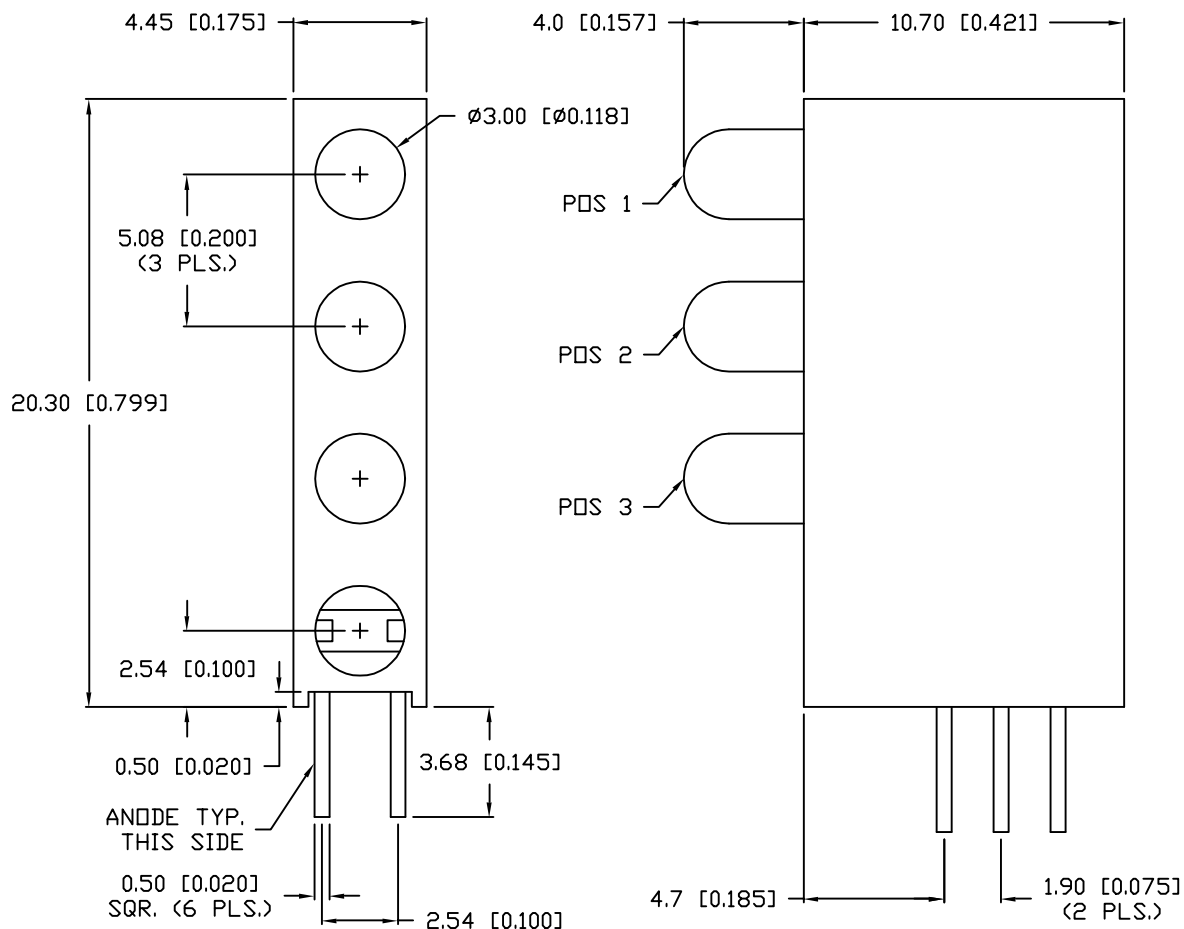 4.45 [0.175]
4.0 [0.157]
10.70 [0.421]
Ø3.00 [Ø0.118]
POS 1
5.08 [0.200]
(3 PLS.)
POS 2
20.30 [0.799]
POS 3
2.54 [0.100]
0.50 [0.020]
3.68 [0.145]
ANODE TYP.
THIS SIDE
0.50 [0.020]
SQR. (6 PLS.)
2.54 [0.100]
4.7 [0.185]
1.90 [0.075]
(2 PLS.)